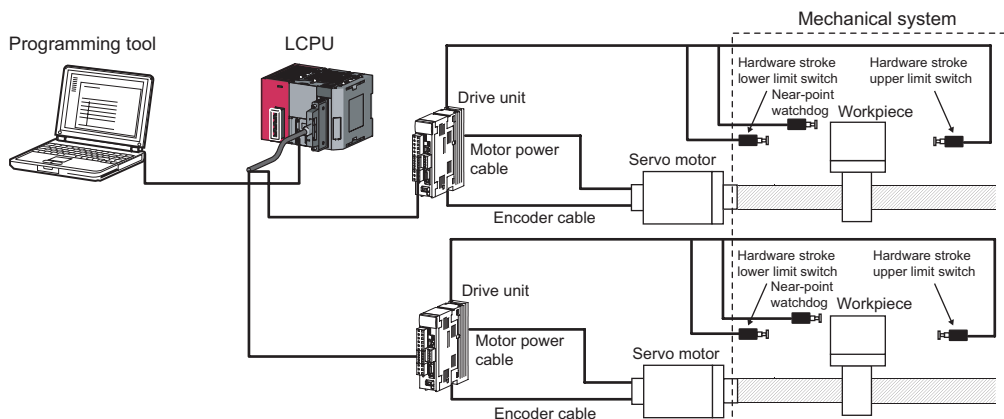 Mechanical system
Programming tool
LCPU
Hardware stroke
lower limit switch
Near-point
watchdog
Hardware stroke
upper limit switch
Workpiece
Drive unit
Motor power
cable
Servo motor
Encoder cable
Hardware stroke
lower limit switch
Near-point
watchdog
Hardware stroke
upper limit switch
Workpiece
Drive unit
Motor power
cable
Servo motor
Encoder cable